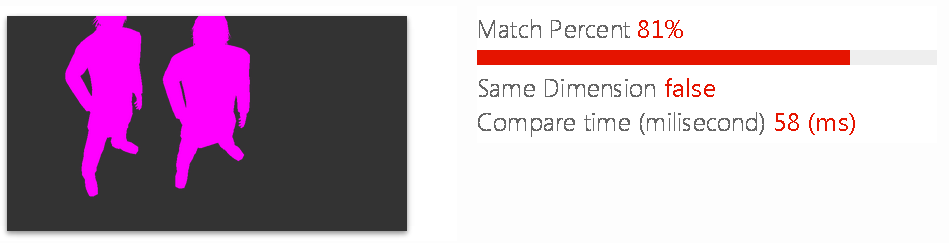 Match Percent 81%
Same Dimension false
Compare time (milisecond) 58 (ms)